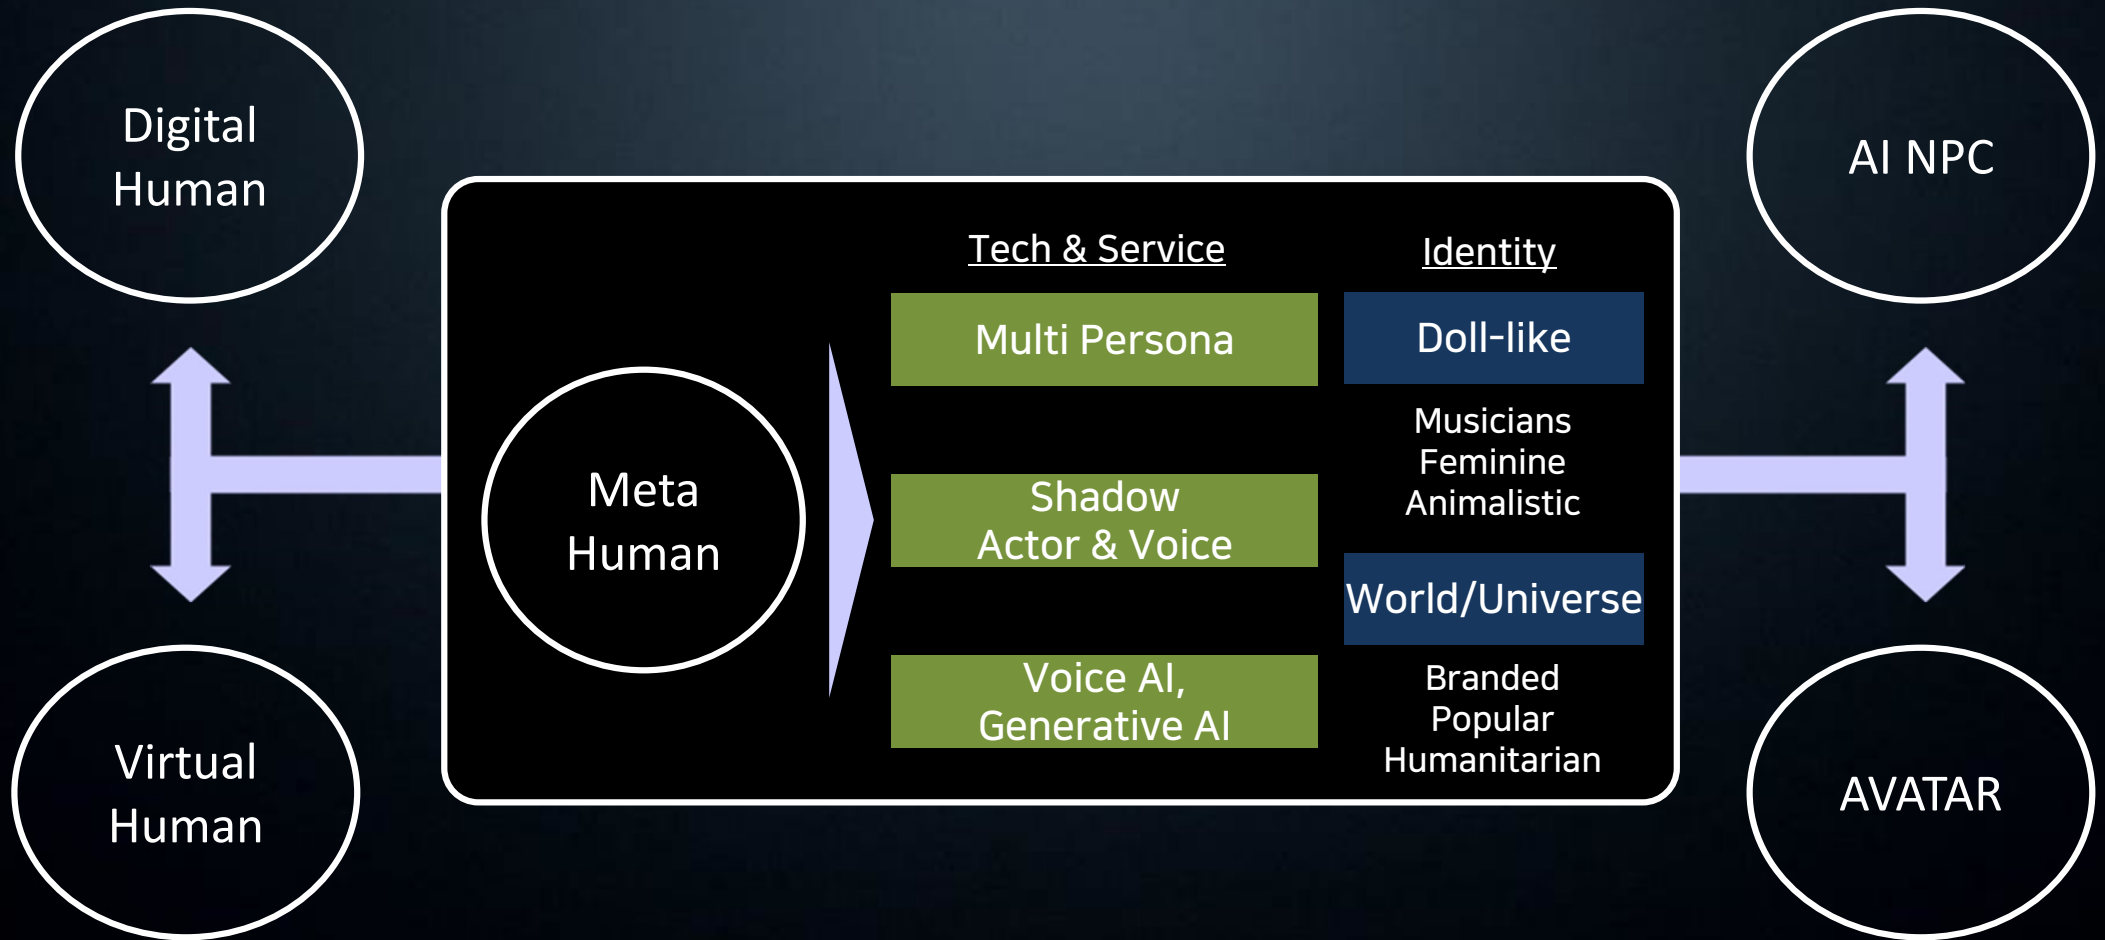 Digital
Human
Virtual
Human
Meta
Human
Tech & Service
Multi Persona
Shadow
Actor & Voice
Voice AI,
Generative AI
Identity
Doll-like
Musicians
Feminine
Animalistic
World/Universe
Branded
Popular
Humanitarian
AI NPC
AVATAR